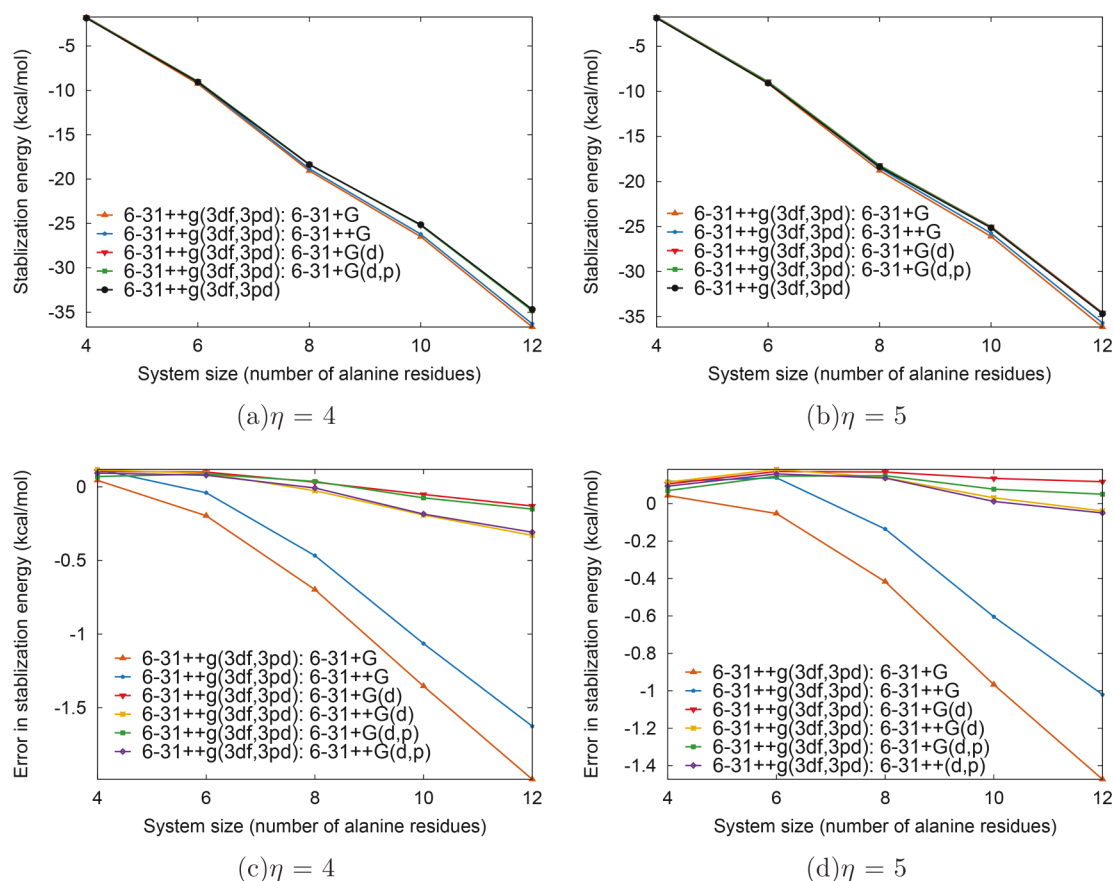 Stablization energy (kcal/mol)
-5
-10
-15
-20
-25
-30
-35
6-31++g(3df,3pd): 6-31+G
6-31++g(3df,3pd): 6-31++G
6-31++g(3df,3pd): 6-31+G(d)
6-31++g(3df,3pd): 6-31+G(d,p)
6-31++g(3df,3pd)
4 6 8 10 12
System size (number of alanine residues)
(a)η = 4
Stablization energy (kcal/mol)
-5
-10
-15
-20
-25
-30
-35
6-31++g(3df,3pd): 6-31+G
6-31++g(3df,3pd): 6-31++G
6-31++g(3df,3pd): 6-31+G(d)
6-31++g(3df,3pd): 6-31+G(d,p)
6-31++g(3df,3pd)
4 6 8 10 12
System size (number of alanine residues)
(b)η = 5
Error in stablization energy (kcal/mol)
0
-0.5
-1
-1.5
6-31++g(3df,3pd): 6-31+G
6-31++g(3df,3pd): 6-31++G
6-31++g(3df,3pd): 6-31+G(d)
6-31++g(3df,3pd): 6-31++G(d)
6-31++g(3df,3pd): 6-31+G(d,p)
6-31++g(3df,3pd): 6-31++G(d,p)
4 6 8 10 12
System size (number of alanine residues)
(c)η = 4
Error in stablization energy (kcal/mol)
0
-0.2
-0.4
-0.6
-0.8
-1
-1.2
-1.4
6-31++g(3df,3pd): 6-31+G
6-31++g(3df,3pd): 6-31++G
6-31++g(3df,3pd): 6-31+G(d)
6-31++g(3df,3pd): 6-31++G(d)
6-31++g(3df,3pd): 6-31+G(d,p)
6-31++g(3df,3pd): 6-31++(d,p)
4 6 8 10 12
System size (number of alanine residues)
(d)η = 5